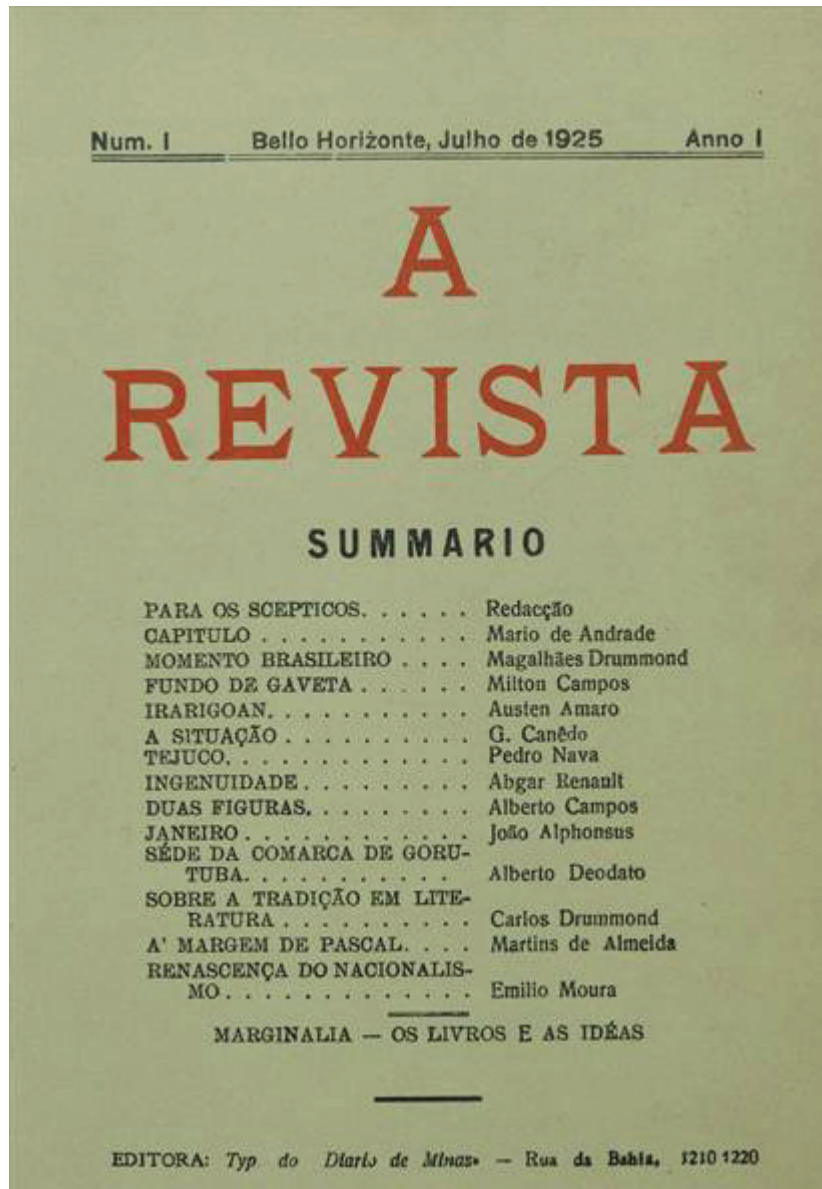 Num. I Bello Horizonte, Julho de 1925 Anno I
A
REVISTA
SUMMARIO
PARA OS SCEPTICOS. . . . . . Redacção
CAPITULO . . . . . . . . . . . Mario de Andrade
MOMENTO BRASILEIRO . . . . Magalhães Drummond
FUNDO DE GAVETA . . . . . . Milton Campos
IRARIGOAN. . . . . . . . . . . Austen Amaro
A SITUAÇÃO . . . . . . . . . . G. Canêdo
TEJUCO. . . . . . . . . . . . . Pedro Nava
INGENUIDADE . . . . . . . . . Abgar Renault
DUAS FIGURAS. . . . . . . . . Alberto Campos
JANEIRO . . . . . . . . . . . . João Alphonsus
SÉDE DA COMARCA DE GORU-
TUBA. . . . . . . . . . . Alberto Deodato
SOBRE A TRADIÇÃO EM LITE-
RATURA . . . . . . . . . . Carlos Drummond
A' MARGEM DE PASCAL. . . . Martins de Almeida
RENASCENÇA DO NACIONALIS-
MO . . . . . . . . . . . . . Emilio Moura
MARGINALIA — OS LIVROS E AS IDÉAS
EDITORA: Typ do Diario de Minas» — Rua da Bahia, 1210 1220